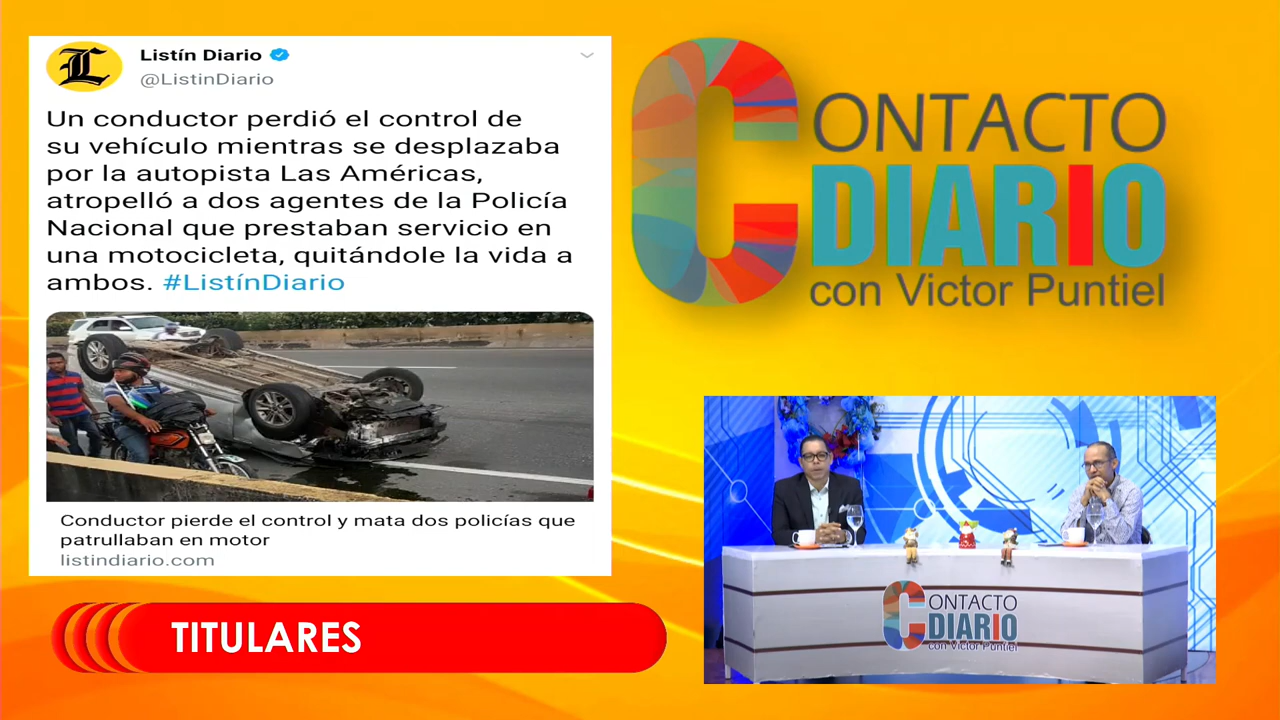 Listín Diario
@ListinDiario
Un conductor perdió el control de
su vehículo mientras se desplazaba
por la autopista Las Américas,
atropelló a dos agentes de la Policía
Nacional que prestaban servicio en
una motocicleta, quitándole la vida a
ambos. #ListínDiario
Conductor pierde el control y mata dos policías que
patrullaban en motor
listindiario.com
TITULARES
CONTACTO
DIARIO
con Victor Puntiel
CONTACTO
DIARIO
con Victor Puntiel